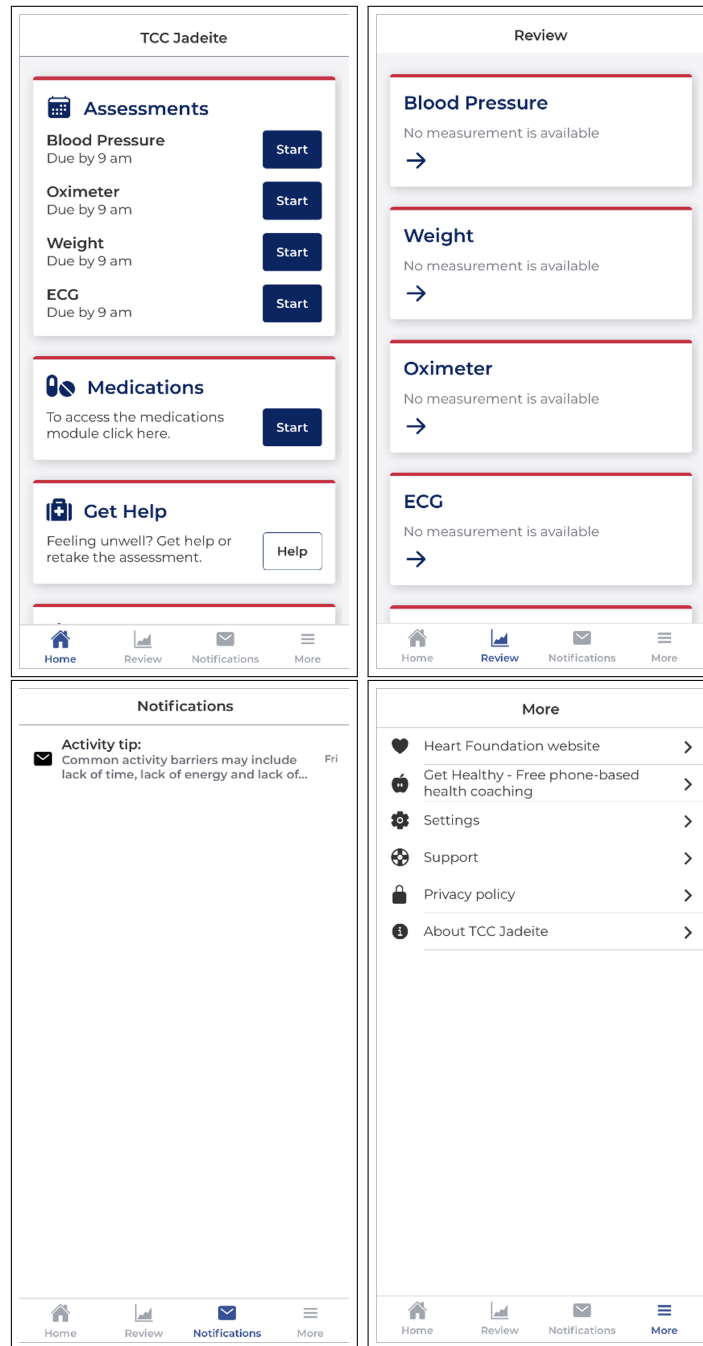 TCC Jadeite
Assessments
Blood Pressure
Due by 9 am
Start
Oximeter
Due by 9 am
Start
Weight
Due by 9 am
Start
ECG
Due by 9 am
Start
Medications
To access the medications
module click here.
Start
Get Help
Feeling unwell? Get help or
retake the assessment.
Help
Home Review Notifications More
Review
Blood Pressure
No measurement is available
Weight
No measurement is available
Oximeter
No measurement is available
ECG
No measurement is available
Home Review Notifications More
Notifications
Activity tip:
Common activity barriers may include
lack of time, lack of energy and lack of...
Fri
Home Review Notifications More
More
Heart Foundation website
Get Healthy - Free phone-based
health coaching
Settings
Support
Privacy policy
About TCC Jadeite
Home Review Notifications More